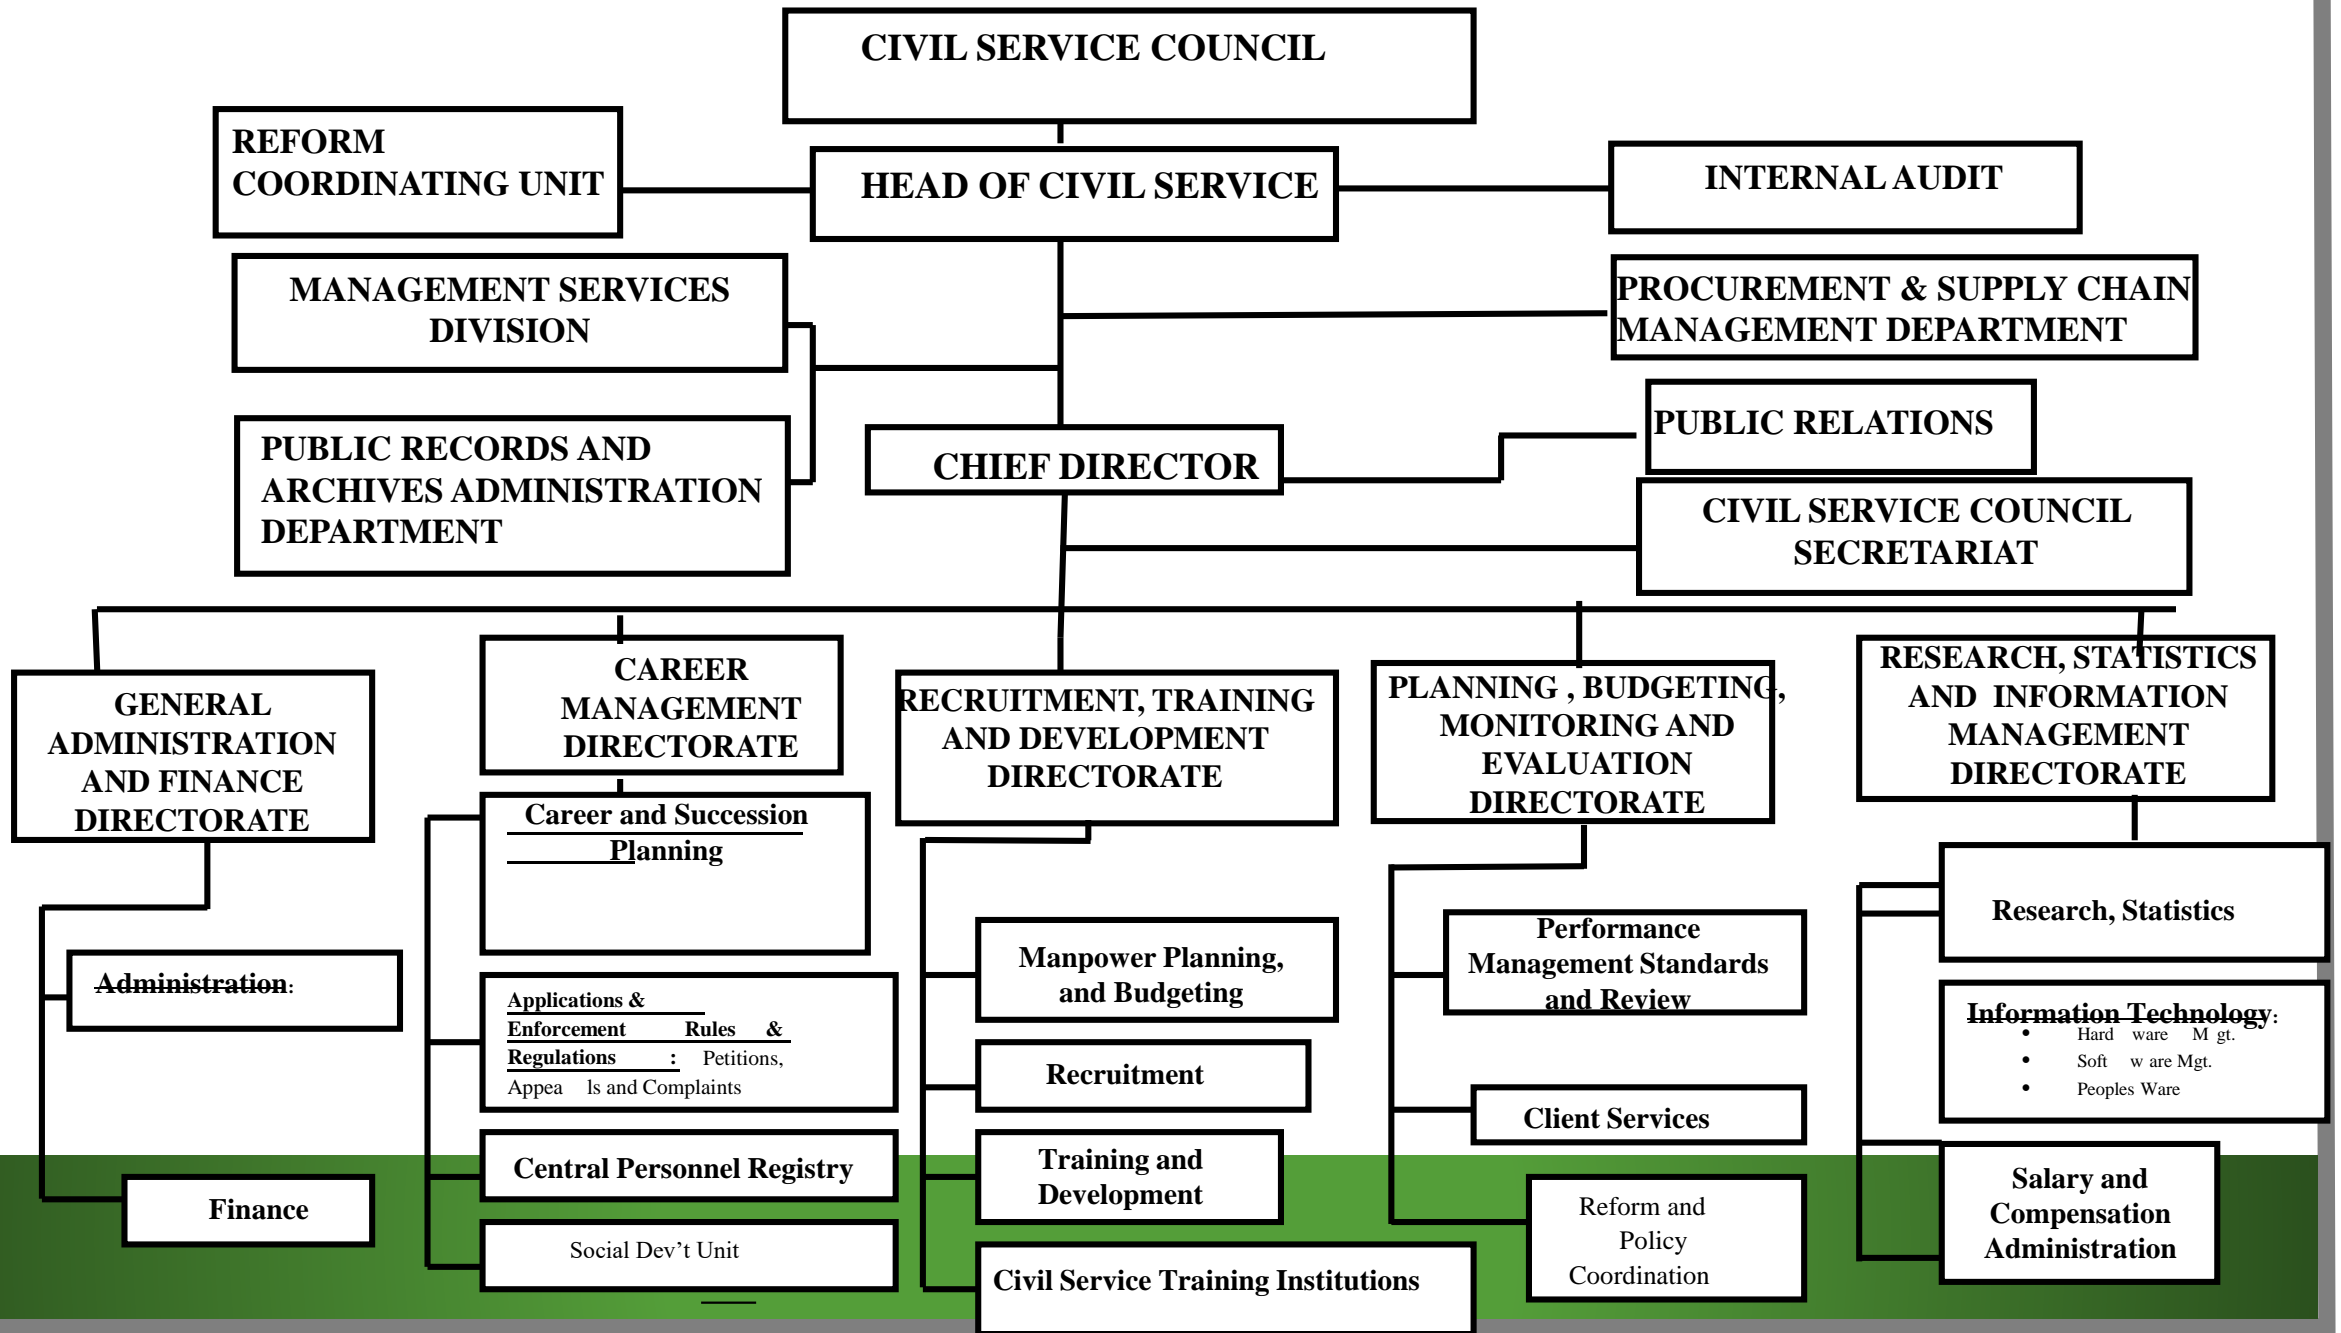 CIVIL SERVICE COUNCIL
REFORM
COORDINATING UNIT
HEAD OF CIVIL SERVICE
INTERNAL AUDIT
MANAGEMENT SERVICES
DIVISION
PROCUREMENT & SUPPLY CHAIN
MANAGEMENT DEPARTMENT
PUBLIC RECORDS AND
ARCHIVES ADMINISTRATION
DEPARTMENT
CHIEF DIRECTOR
PUBLIC RELATIONS
CIVIL SERVICE COUNCIL
SECRETARIAT
GENERAL
ADMINISTRATION
AND FINANCE
DIRECTORATE
CAREER
MANAGEMENT
DIRECTORATE
RECRUITMENT, TRAINING
AND DEVELOPMENT
DIRECTORATE
PLANNING , BUDGETING,
MONITORING AND
EVALUATION
DIRECTORATE
RESEARCH, STATISTICS
AND INFORMATION
MANAGEMENT
DIRECTORATE
Administration:
Finance
Career and Succession
Planning
Applications &
Enforcement Rules &
Regulations : Petitions,
Appea ls and Complaints
Central Personnel Registry
Social Dev't Unit
Manpower Planning,
and Budgeting
Recruitment
Training and
Development
Civil Service Training Institutions
Performance
Management Standards
and Review
Client Services
Reform and
Policy
Coordination
Research, Statistics
Information Technology:
• Hard ware M gt.
• Soft w are Mgt.
• Peoples Ware
Salary and
Compensation
Administration